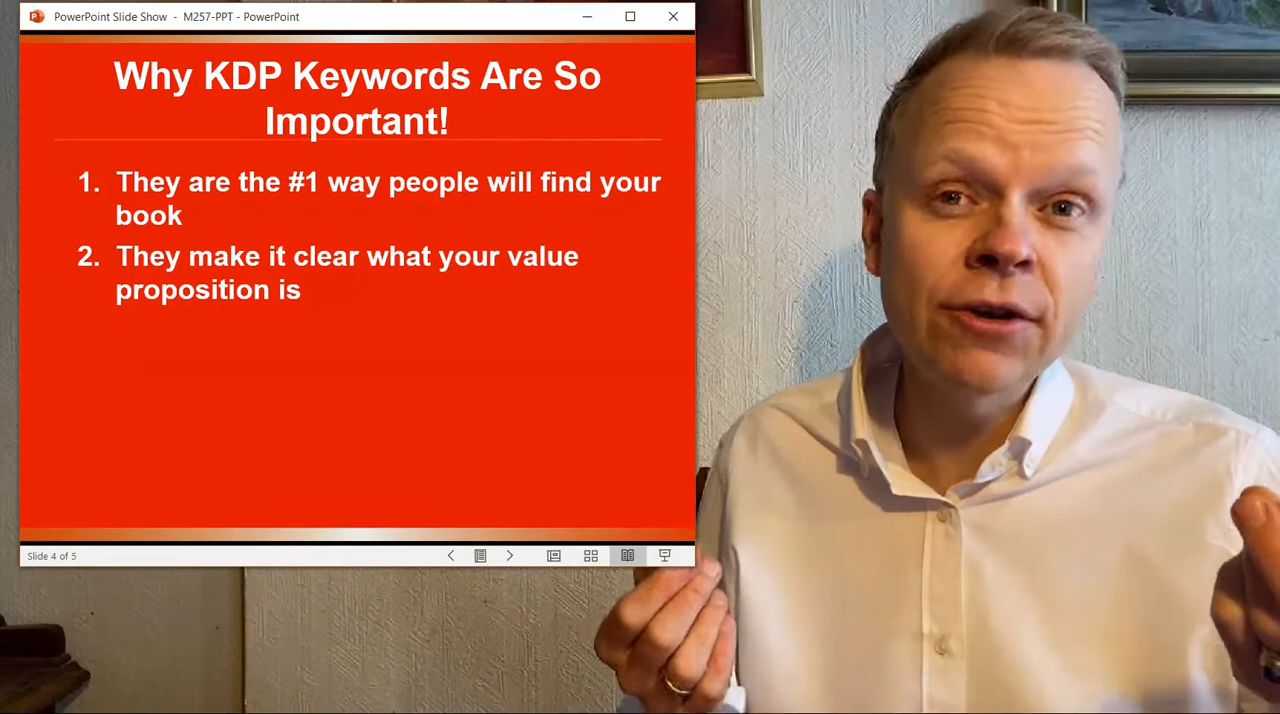 PowerPoint Slide Show - M257-PPT - PowerPoint
Why KDP Keywords Are So
Important!
1. They are the #1 way people will find your
book
2. They make it clear what your value
proposition is
Slide 4 of 5